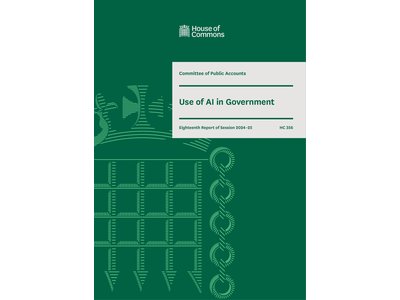 House of
Commons
Committee of Public Accounts
Use of AI in Government
Eighteenth Report of Session 2024–25
HC 356